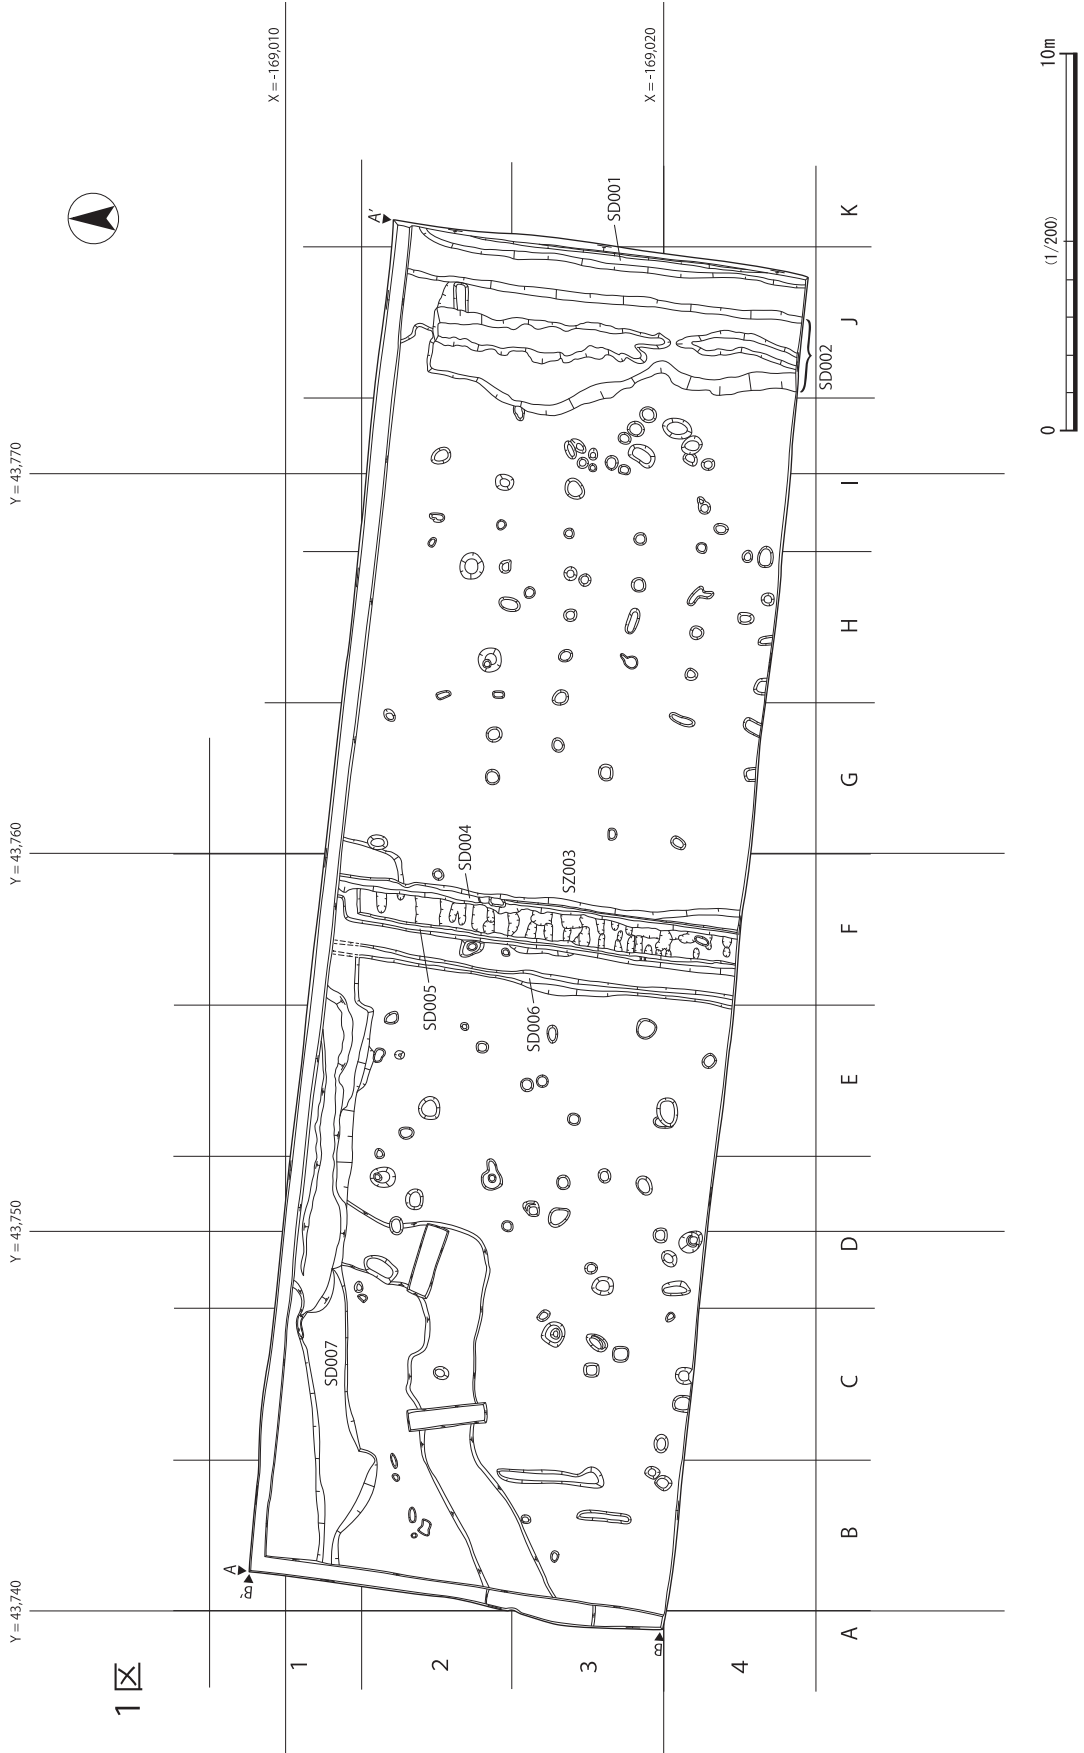 1区
Y = 43,740
Y = 43,750
Y = 43,760
Y = 43,770
X = -169,010
X = -169,020
A
A'
B'
B
SD007
SD005
SD006
SD004
SZ003
SD001
SD002
1
2
3
4
A
B
C
D
E
F
G
H
I
J
K
0
(1/200)
10m